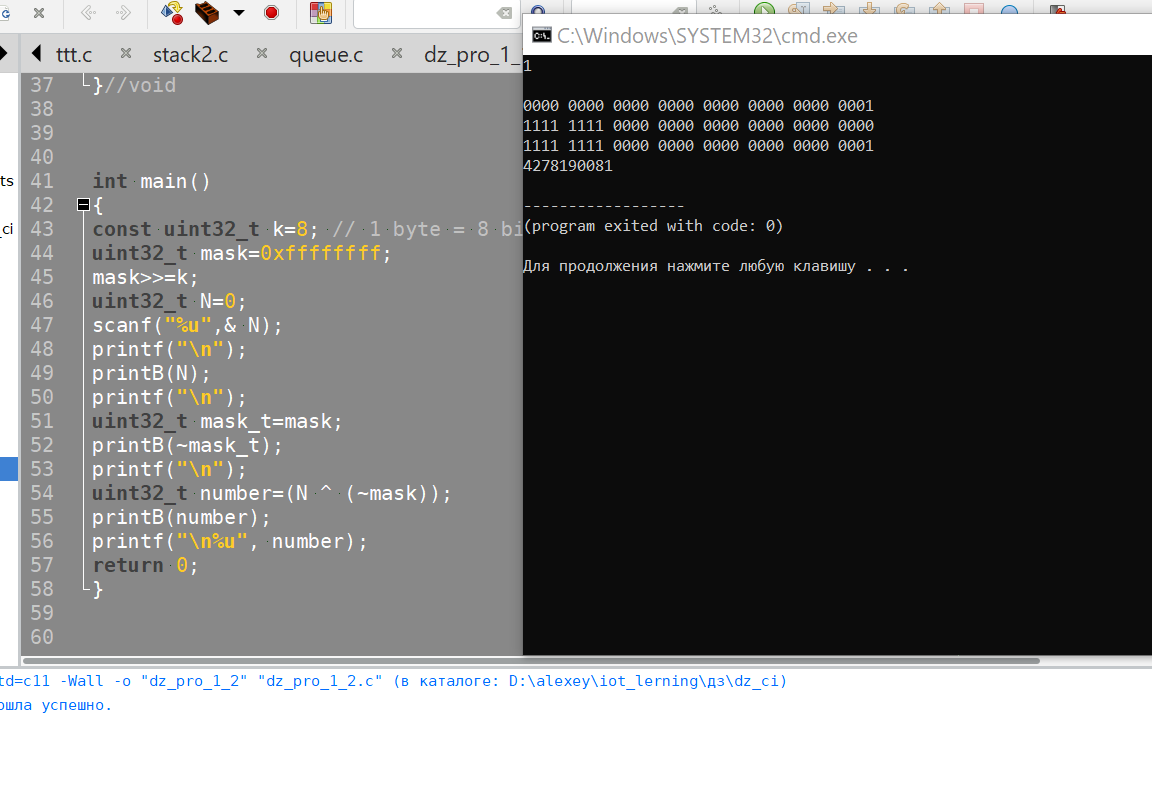 C:\Windows\SYSTEM32\cmd.exe
ttt.c stack2.c queue.c dz_pro_1_
37 }//void
38
39
40
41 int main()
42 {
43 const uint32_t k=8; // 1 byte = 8 bi
44 uint32_t mask=0xffffffff;
45 mask>>=k;
46 uint32_t N=0;
47 scanf("%u",& N);
48 printf("\n");
49 printB(N);
50 printf("\n");
51 uint32_t mask_t=mask;
52 printB(~mask_t);
53 printf("\n");
54 uint32_t number=(N ^ (~mask));
55 printB(number);
56 printf("\n%u", number);
57 return 0;
58 }
59
60
1
0000 0000 0000 0000 0000 0000 0000 0001
1111 1111 0000 0000 0000 0000 0000 0000
1111 1111 0000 0000 0000 0000 0000 0001
4278190081
------------------
(program exited with code: 0)
Для продолжения нажмите любую клавишу . . .
ts
_ci
td=c11 -Wall -o "dz_pro_1_2" "dz_pro_1_2.c" (в каталоге: D:\alexey\iot_lerning\дз\dz_ci)
ошла успешно.